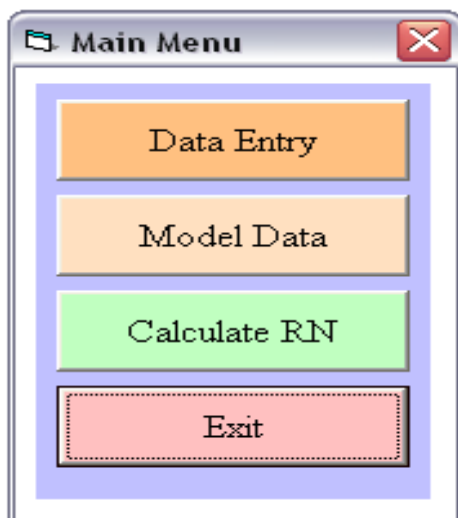 Main Menu
Data Entry
Model Data
Calculate RN
Exit